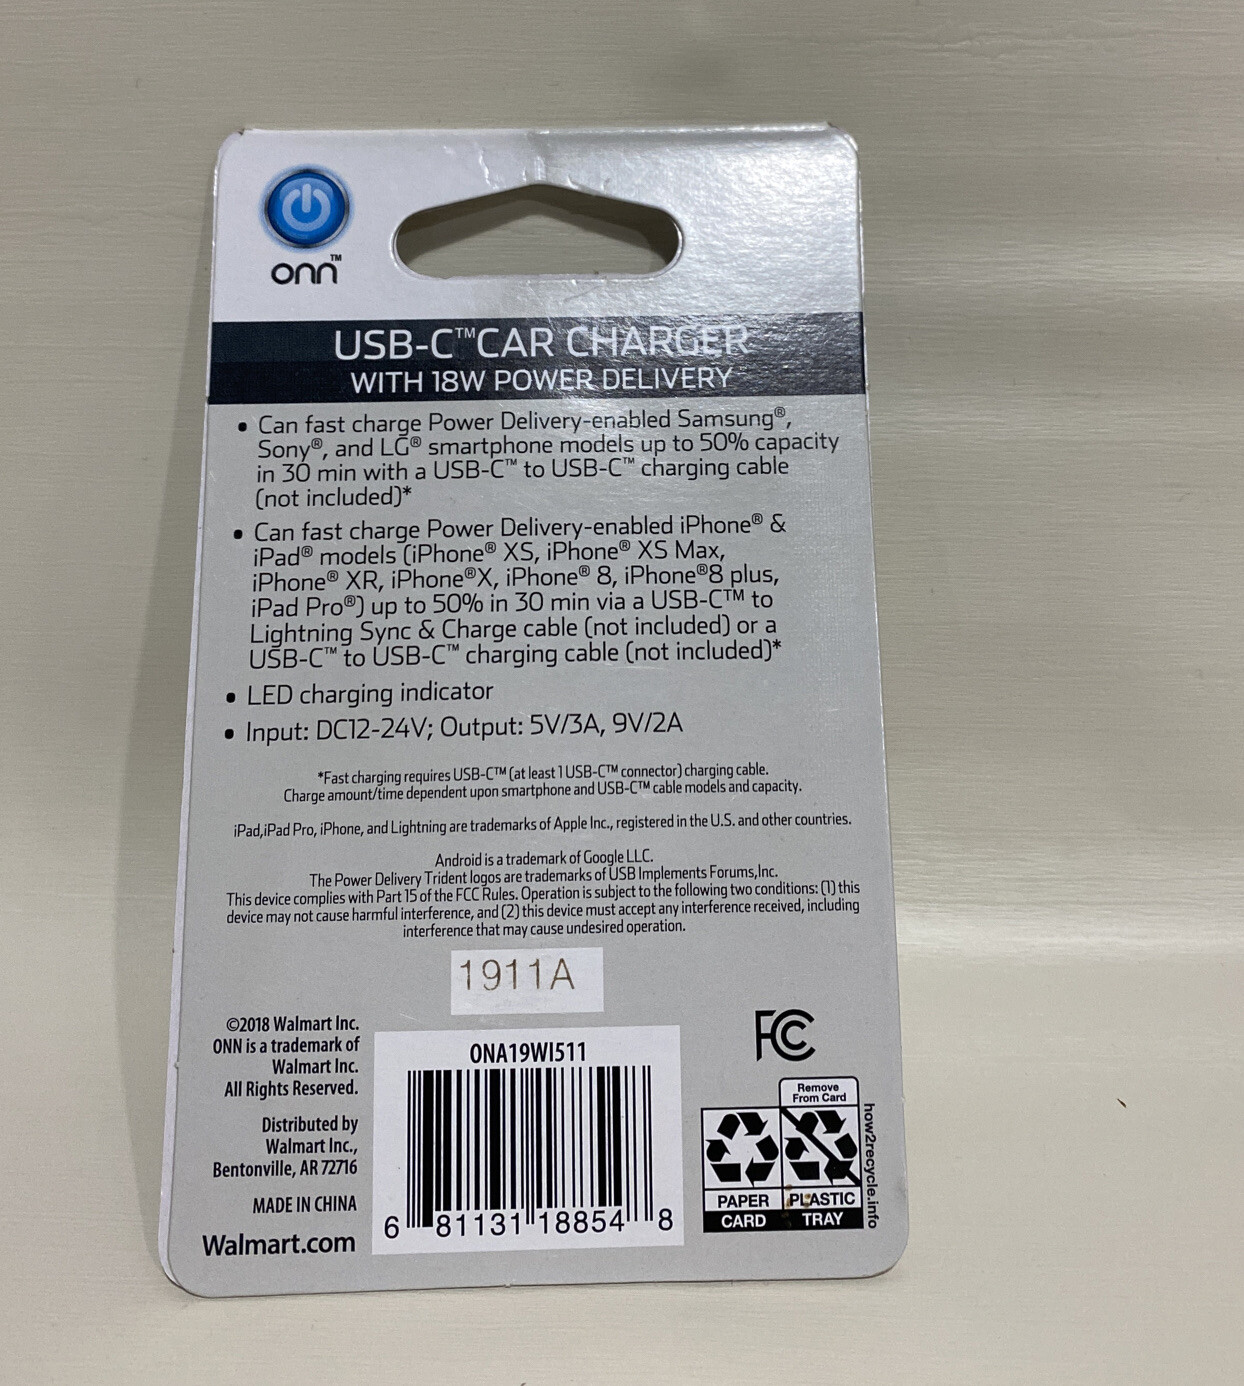 onn™
USB-C™CAR CHARGER
WITH 18W POWER DELIVERY
• Can fast charge Power Delivery-enabled Samsung®,
Sony®, and LG® smartphone models up to 50% capacity
in 30 min with a USB-C™ to USB-C™ charging cable
(not included)*
• Can fast charge Power Delivery-enabled iPhone® &
iPad® models (iPhone® XS, iPhone® XS Max,
iPhone® XR, iPhone®X, iPhone® 8, iPhone®8 plus,
iPad Pro®) up to 50% in 30 min via a USB-C™ to
Lightning Sync & Charge cable (not included) or a
USB-C™ to USB-C™ charging cable (not included)*
• LED charging indicator
• Input: DC12-24V; Output: 5V/3A, 9V/2A
*Fast charging requires USB-C™ (at least 1 USB-C™ connector) charging cable.
Charge amount/time dependent upon smartphone and USB-C™ cable models and capacity.
iPad,iPad Pro, iPhone, and Lightning are trademarks of Apple Inc., registered in the U.S. and other countries.
Android is a trademark of Google LLC.
The Power Delivery Trident logos are trademarks of USB Implements Forums,Inc.
This device complies with Part 15 of the FCC Rules. Operation is subject to the following two conditions: (1) this
device may not cause harmful interference, and (2) this device must accept any interference received, including
interference that may cause undesired operation.
1911A
©2018 Walmart Inc.
ONN is a trademark of
Walmart Inc.
All Rights Reserved.
Distributed by
Walmart Inc.,
Bentonville, AR 72716
MADE IN CHINA
Walmart.com
ONA19WI511
6 81131 18854 8
FC
Remove
From Card
PAPER
CARD
PLASTIC
TRAY
how2recycle.info